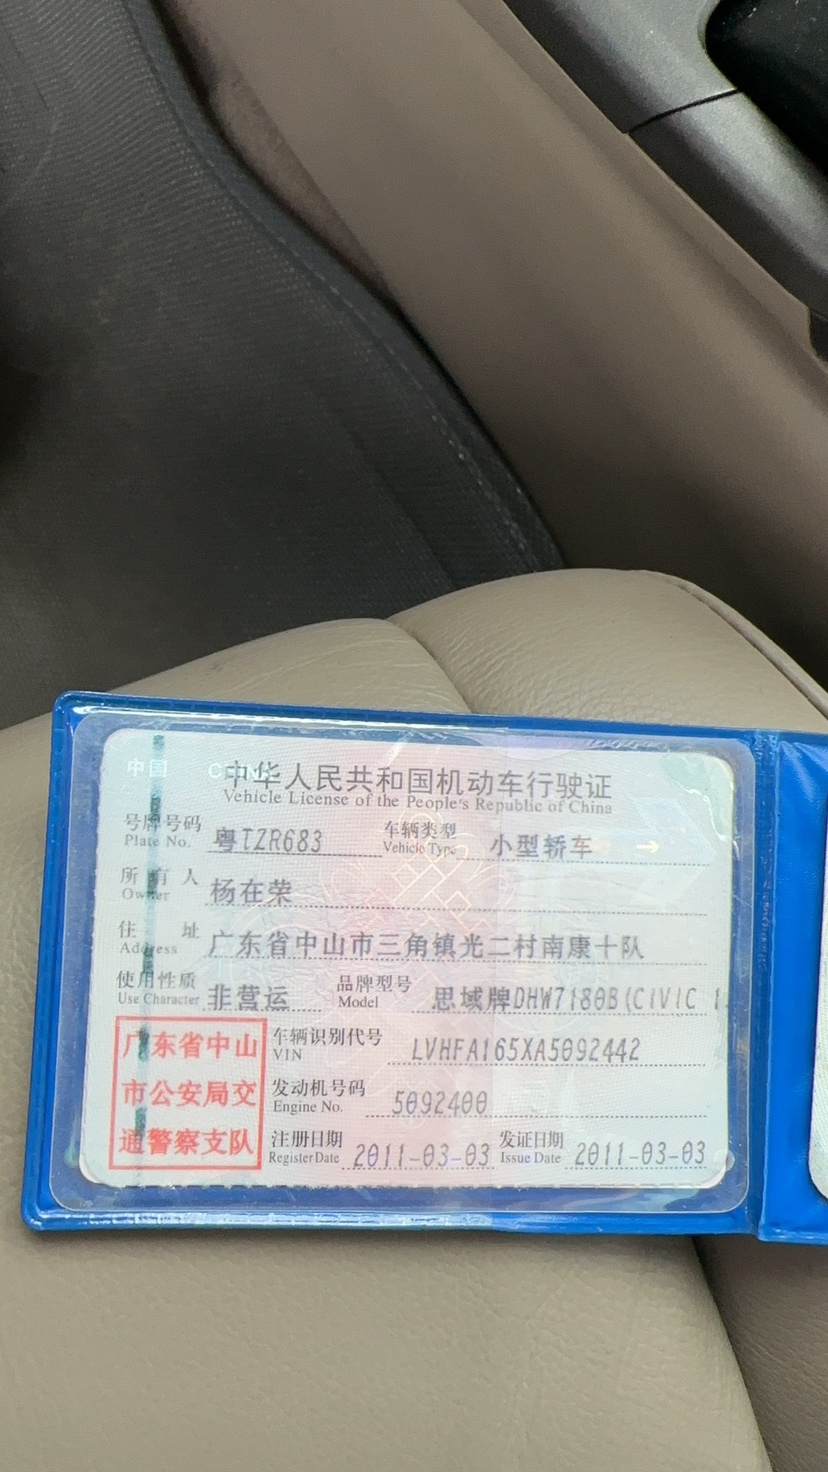 中国 CHINA
中华人民共和国机动车行驶证
Vehicle License of the People's Republic of China
号牌号码 粤TZR683 车辆类型 小型轿车
Plate No. Vehicle Type
所有人 杨在荣
Owner
住址 广东省中山市三角镇光二村南康十队
Address
使用性质 非营运 品牌型号 思域牌DHW7180B(CIVIC 1
Use Character Model
广东省中山
市公安局交
通警察支队
车辆识别代号 LVHFA165XA5092442
VIN
发动机号码 5092400
Engine No.
注册日期 2011-03-03 发证日期 2011-03-03
Register Date Issue Date